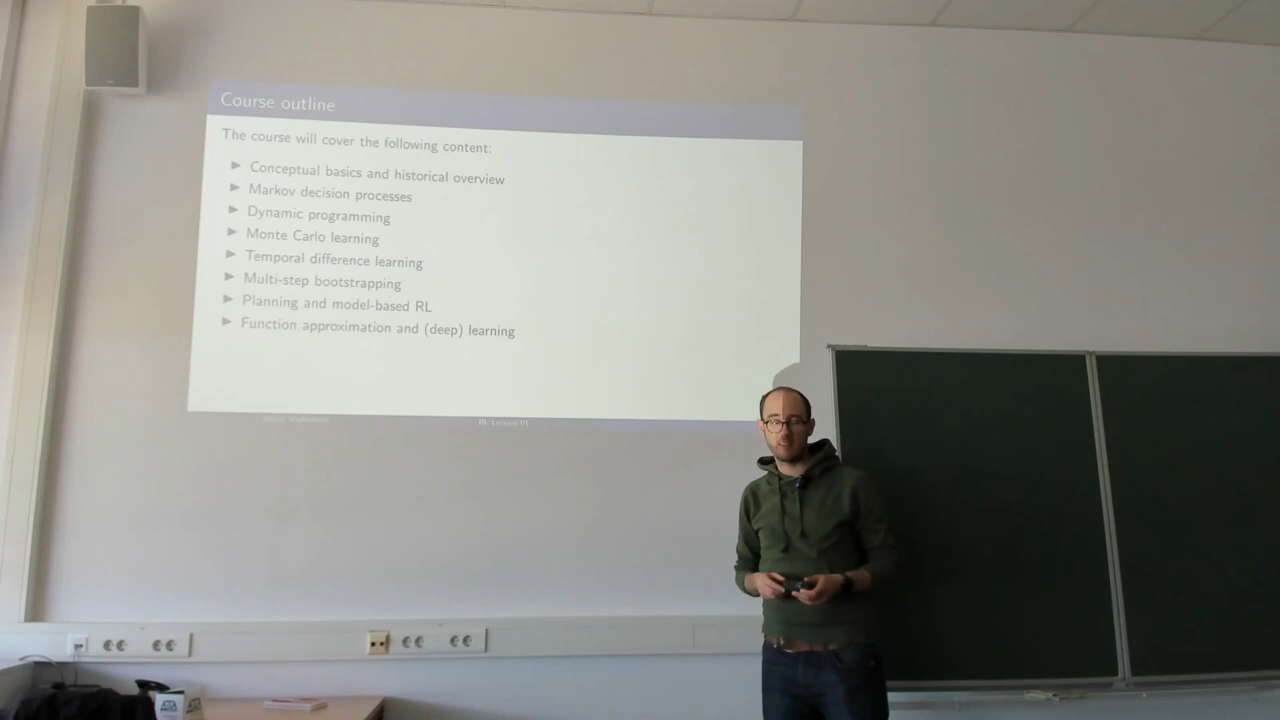 Course outline
The course will cover the following content:
Conceptual basics and historical overview
Markov decision processes
Dynamic programming
Monte Carlo learning
Temporal difference learning
Multi-step bootstrapping
Planning and model-based RL
Function approximation and (deep) learning
RL Lecture 01